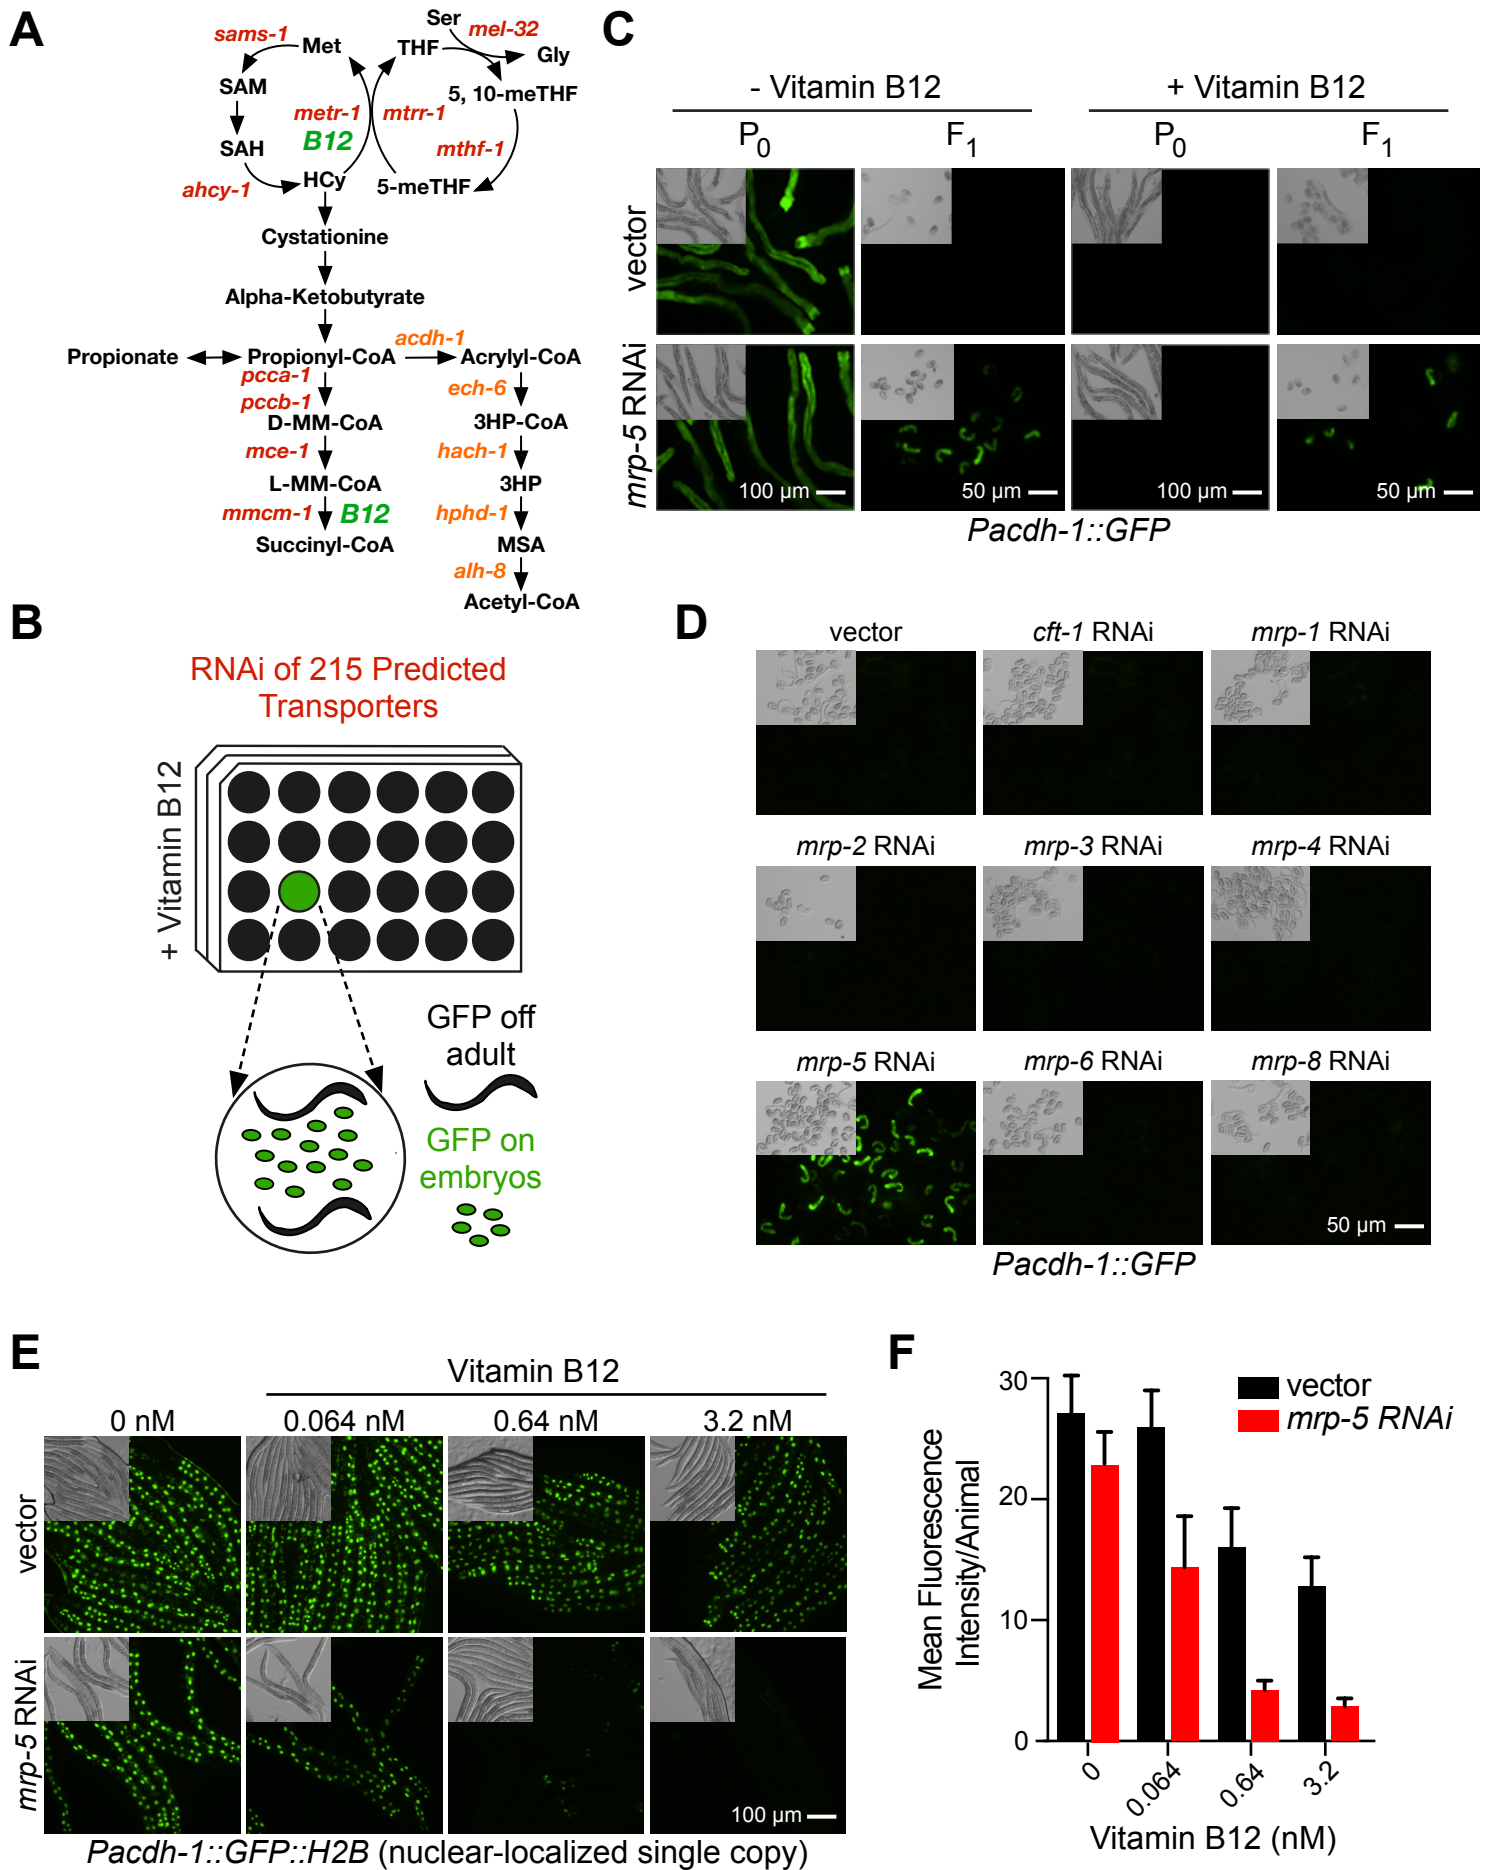 A
sams-1
Met
Ser
THF
mel-32
Gly
SAM
5, 10-meTHF
metr-1
mtrr-1
B12
SAH
mthf-1
ahcy-1
HCy
5-meTHF
Cystationine
Alpha-Ketobutyrate
acdh-1
Propionate
Propionyl-CoA
Acrylyl-CoA
pcca-1
pccb-1
ech-6
D-MM-CoA
3HP-CoA
mce-1
hach-1
L-MM-CoA
3HP
mmcm-1
B12
hphd-1
Succinyl-CoA
MSA
alh-8
Acetyl-CoA
B
RNAi of 215 Predicted
Transporters
+ Vitamin B12
GFP off
adult
GFP on
embryos
C
- Vitamin B12
+ Vitamin B12
P0
F1
P0
F1
vector
mrp-5 RNAi
100 µm
50 µm
100 µm
50 µm
Pacdh-1::GFP
D
vector
cft-1 RNAi
mrp-1 RNAi
mrp-2 RNAi
mrp-3 RNAi
mrp-4 RNAi
mrp-5 RNAi
mrp-6 RNAi
mrp-8 RNAi
50 µm
Pacdh-1::GFP
E
Vitamin B12
0 nM
0.064 nM
0.64 nM
3.2 nM
vector
mrp-5 RNAi
100 µm
Pacdh-1::GFP::H2B (nuclear-localized single copy)
F
vector
mrp-5 RNAi
Mean Fluorescence
Intensity/Animal
30
20
10
0
0
0.064
0.64
3.2
Vitamin B12 (nM)